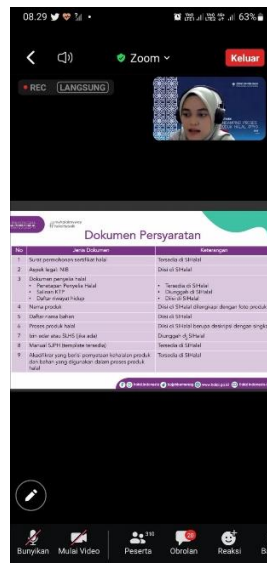 08.29
63%
Zoom
Keluar
REC LANGSUNG
Dokumen Persyaratan
No Jenis Dokumen Keterangan
1 Surat permohonan sertifikat halal Tersedia di SIHalal
2 Aspek legal: NIB Diisi di SIHalal
3 Dokumen penyelia halal
• Penetapan Penyelia Halal • Tersedia di SIHalal
• Salinan KTP • Diunggah di SIHalal
• Daftar riwayat hidup • Diisi di SIHalal
4 Nama produk Diisi di SIHalal dilengkapi dengan foto produk
5 Daftar nama bahan Diisi di SIHalal
6 Proses produk halal Diisi di SIHalal berupa deskripsi dengan
7 Izin edar atau SLHS (jika ada) Diunggah di SIHalal
8 Manual SJPH (template tersedia) Tersedia di SIHalal
9 Akad/ikrar yang berisi pernyataan kehalalan produk Tersedia di SIHalal
dan bahan yang digunakan dalam proses produk
halal
310
Bunyikan Mulai Video Peserta Obrolan Reaksi